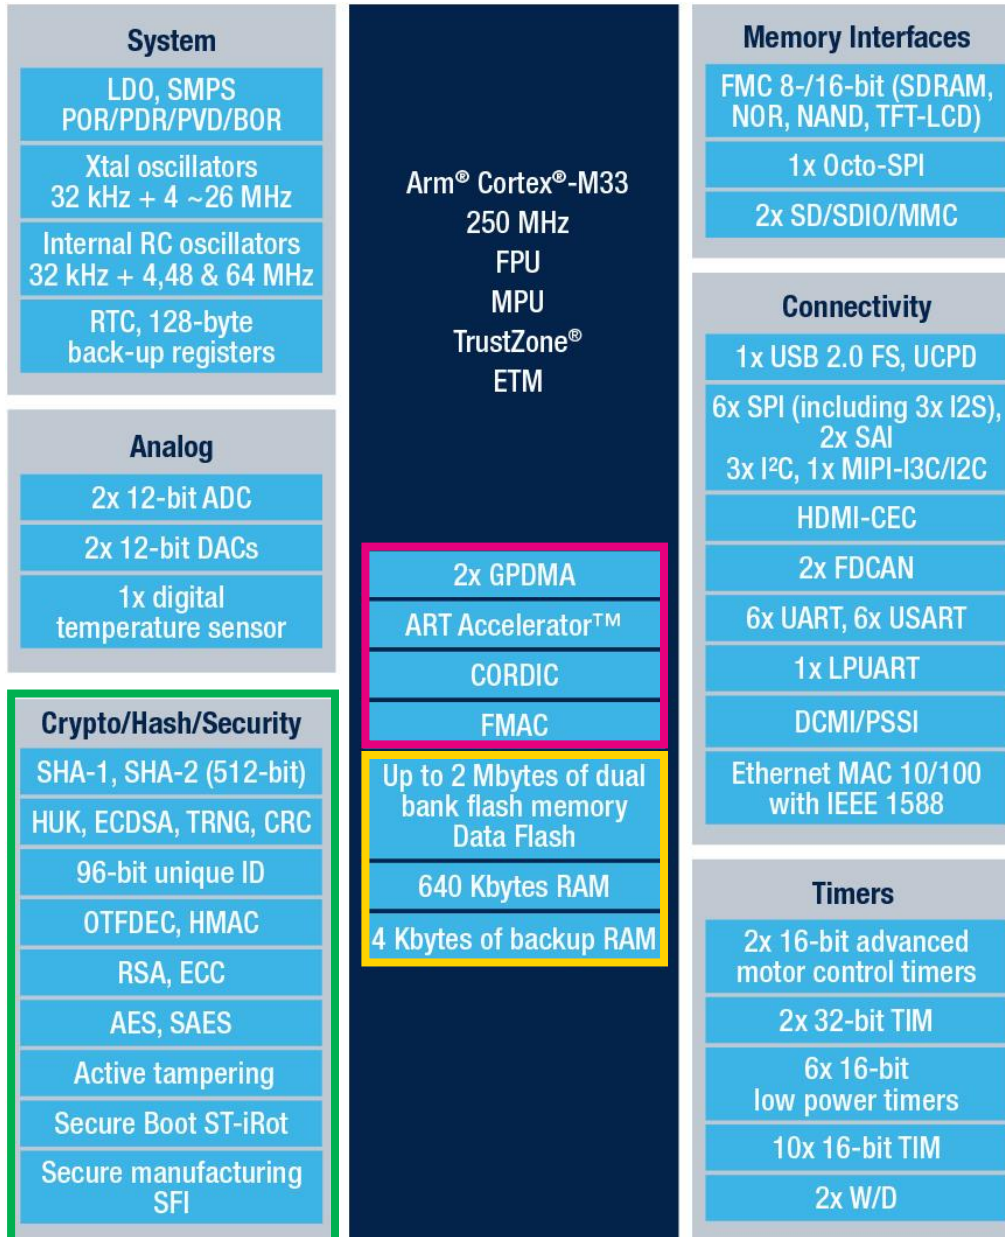 System
LDO, SMPS
POR/PDR/PVD/BOR
Xtal oscillators
32 kHz + 4 ~26 MHz
Internal RC oscillators
32 kHz + 4,48 & 64 MHz
RTC, 128-byte
back-up registers
Analog
2x 12-bit ADC
2x 12-bit DACs
1x digital
temperature sensor
Crypto/Hash/Security
SHA-1, SHA-2 (512-bit)
HUK, ECDSA, TRNG, CRC
96-bit unique ID
OTFDEC, HMAC
RSA, ECC
AES, SAES
Active tampering
Secure Boot ST-iRot
Secure manufacturing
SFI
Arm® Cortex®-M33
250 MHz
FPU
MPU
TrustZone®
ETM
2x GPDMA
ART Accelerator™
CORDIC
FMAC
Up to 2 Mbytes of dual
bank flash memory
Data Flash
640 Kbytes RAM
4 Kbytes of backup RAM
Memory Interfaces
FMC 8-/16-bit (SDRAM,
NOR, NAND, TFT-LCD)
1x Octo-SPI
2x SD/SDIO/MMC
Connectivity
1x USB 2.0 FS, UCPD
6x SPI (including 3x I2S),
2x SAI
3x I²C, 1x MIPI-I3C/I2C
HDMI-CEC
2x FDCAN
6x UART, 6x USART
1x LPUART
DCMI/PSSI
Ethernet MAC 10/100
with IEEE 1588
Timers
2x 16-bit advanced
motor control timers
2x 32-bit TIM
6x 16-bit
low power timers
10x 16-bit TIM
2x W/D